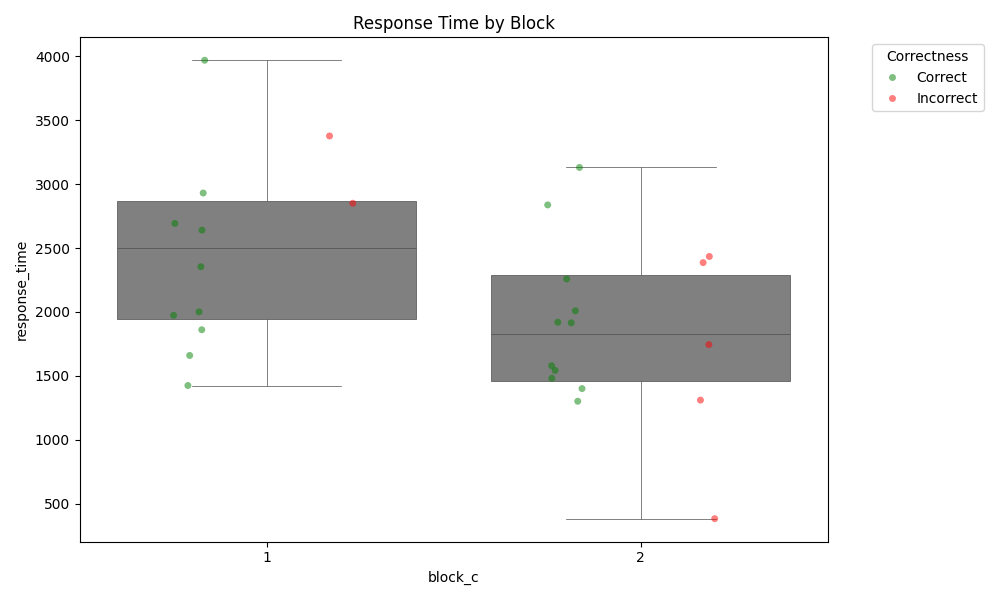 Response Time by Block
Correctness
Correct
Incorrect
response_time
4000
3500
3000
2500
2000
1500
1000
500
1
2
block_c